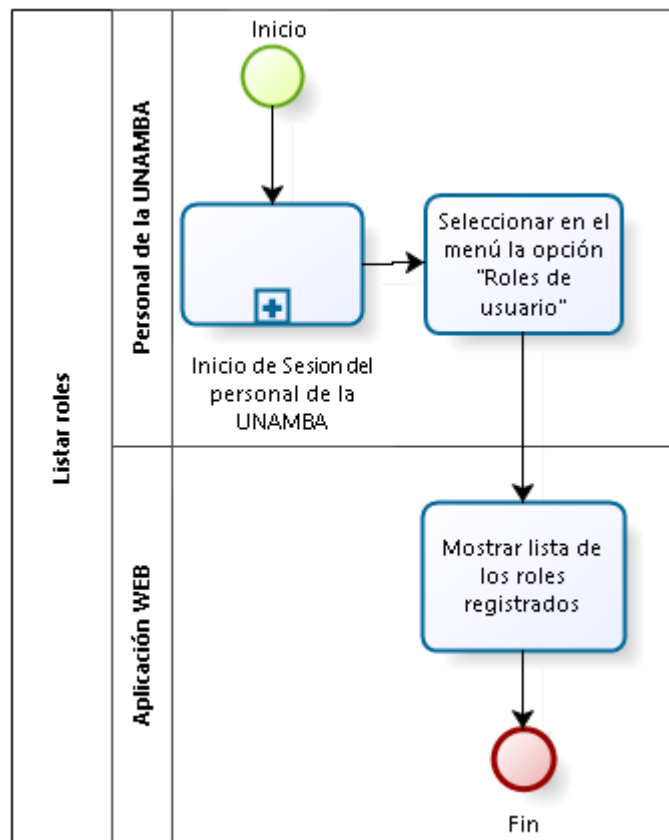 Listar roles
Personal de la UNAMBA
Inicio
Seleccionar en el
menú la opción
"Roles de
usuario"
Inicio de Sesion del
personal de la
UNAMBA
Aplicación WEB
Mostrar lista de
los roles
registrados
Fin